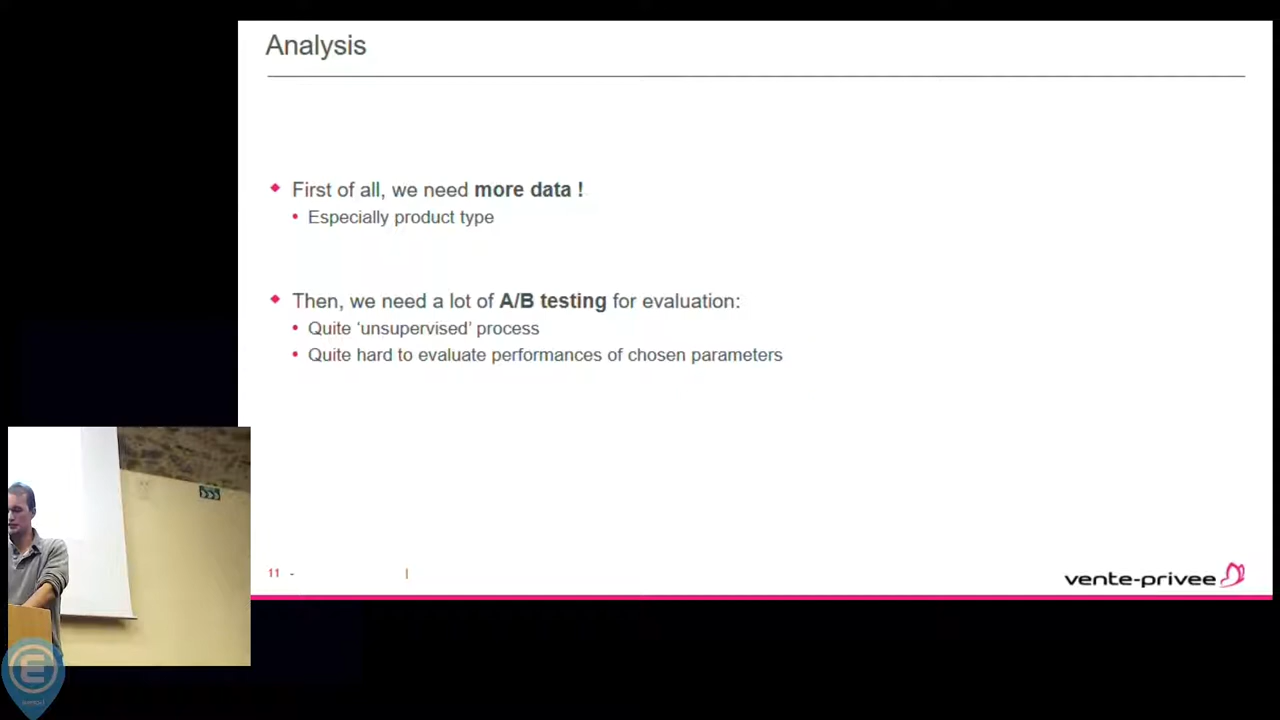 Analysis
First of all, we need more data !
Especially product type
Then, we need a lot of A/B testing for evaluation:
Quite ‘unsupervised’ process
Quite hard to evaluate performances of chosen parameters
11 - |
vente-privee